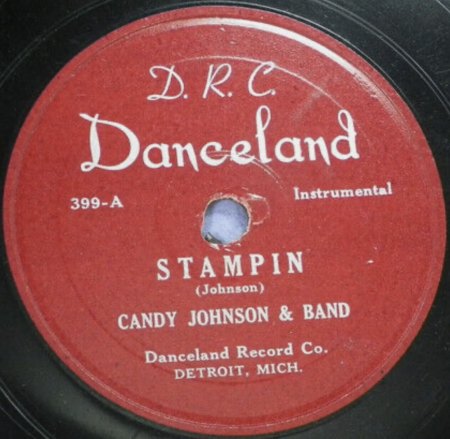 D. R. C.
Danceland
399-A Instrumental
STAMPIN
(Johnson)
CANDY JOHNSON & BAND
Danceland Record Co.
DETROIT, MICH.